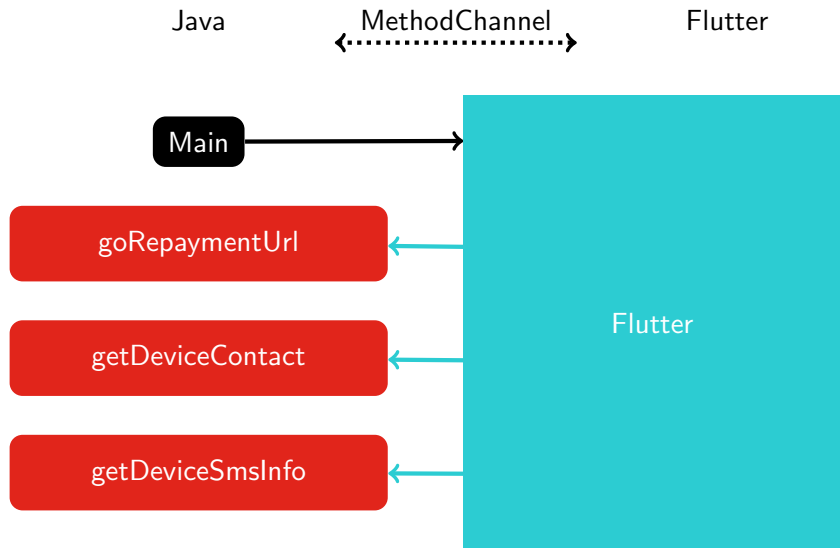 Java
MethodChannel
Flutter
Main
goRepaymentUrl
getDeviceContact
Flutter
getDeviceSmsInfo